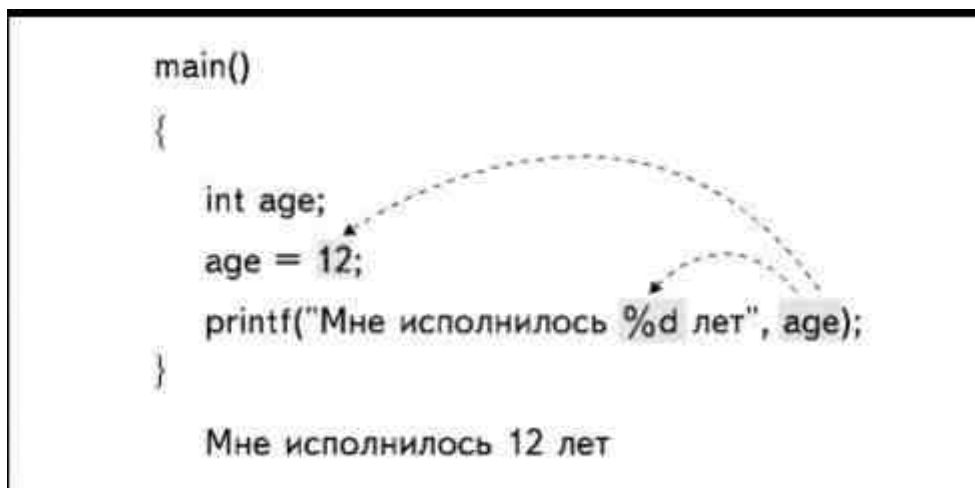 main()
{
int age;
age = 12;
printf("Мне исполнилось %d лет", age);
}
Мне исполнилось 12 лет